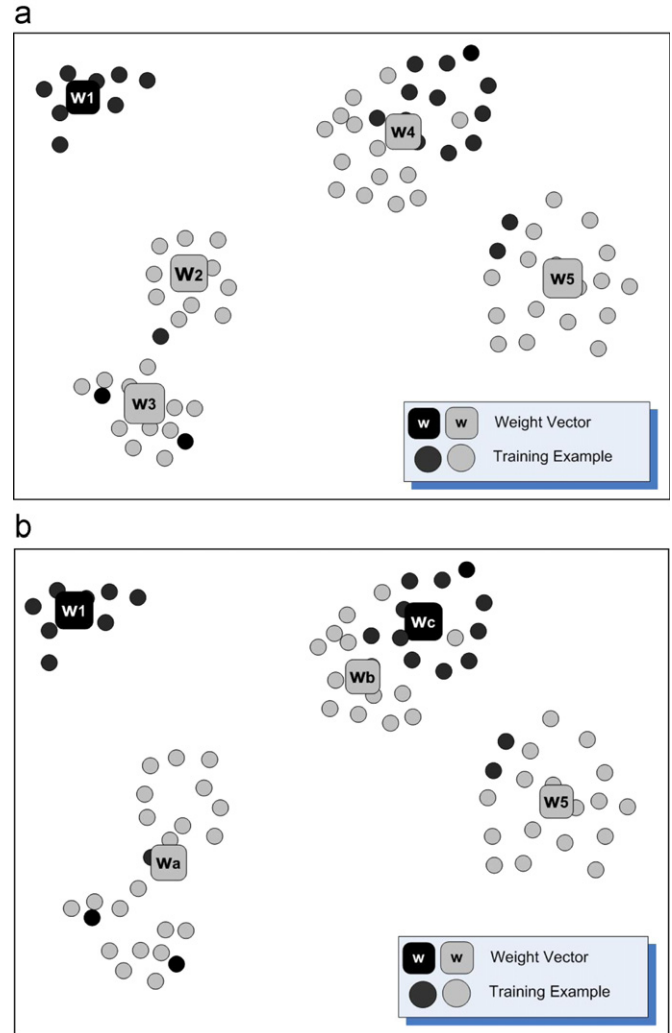 a
W1
W4
W2
W5
W3
w w Weight Vector
Training Example
b
W1
Wc
Wb
W5
Wa
w w Weight Vector
Training Example